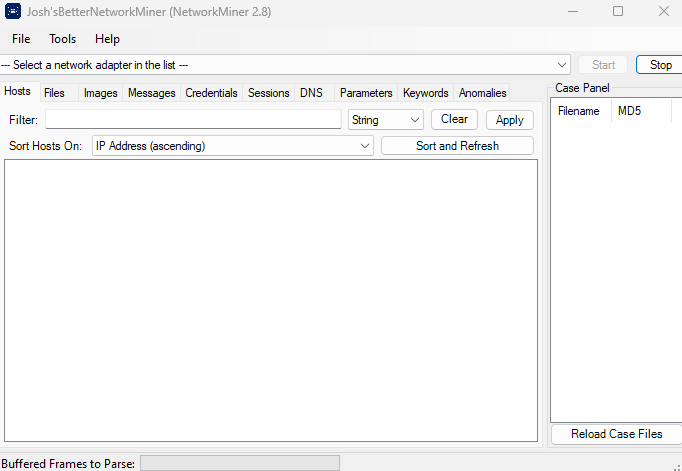 Josh'sBetterNetworkMiner (NetworkMiner 2.8)
File Tools Help
--- Select a network adapter in the list --- Start Stop
Hosts Files Images Messages Credentials Sessions DNS Parameters Keywords Anomalies
Case Panel
Filter: String Clear Apply
Filename MD5
Sort Hosts On: IP Address (ascending) Sort and Refresh
Reload Case Files
Buffered Frames to Parse: